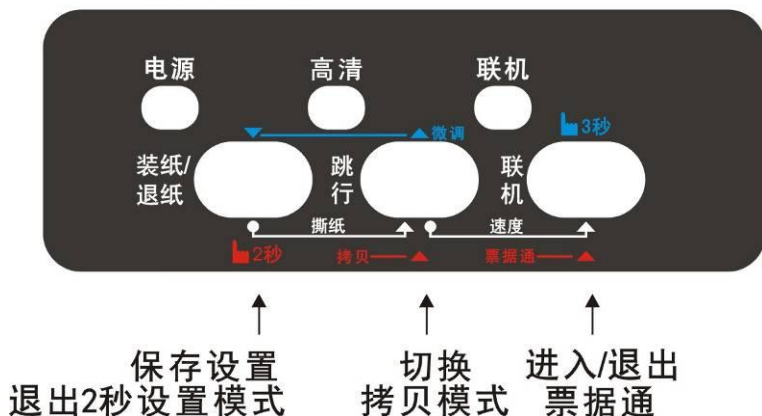 电源 高清 联机
微调 3秒
装纸/ 跳 联
退纸 行 机
撕纸 速度
2秒 拷贝 票据通
保存设置 切换 进入/退出
退出2秒设置模式 拷贝模式 票据通